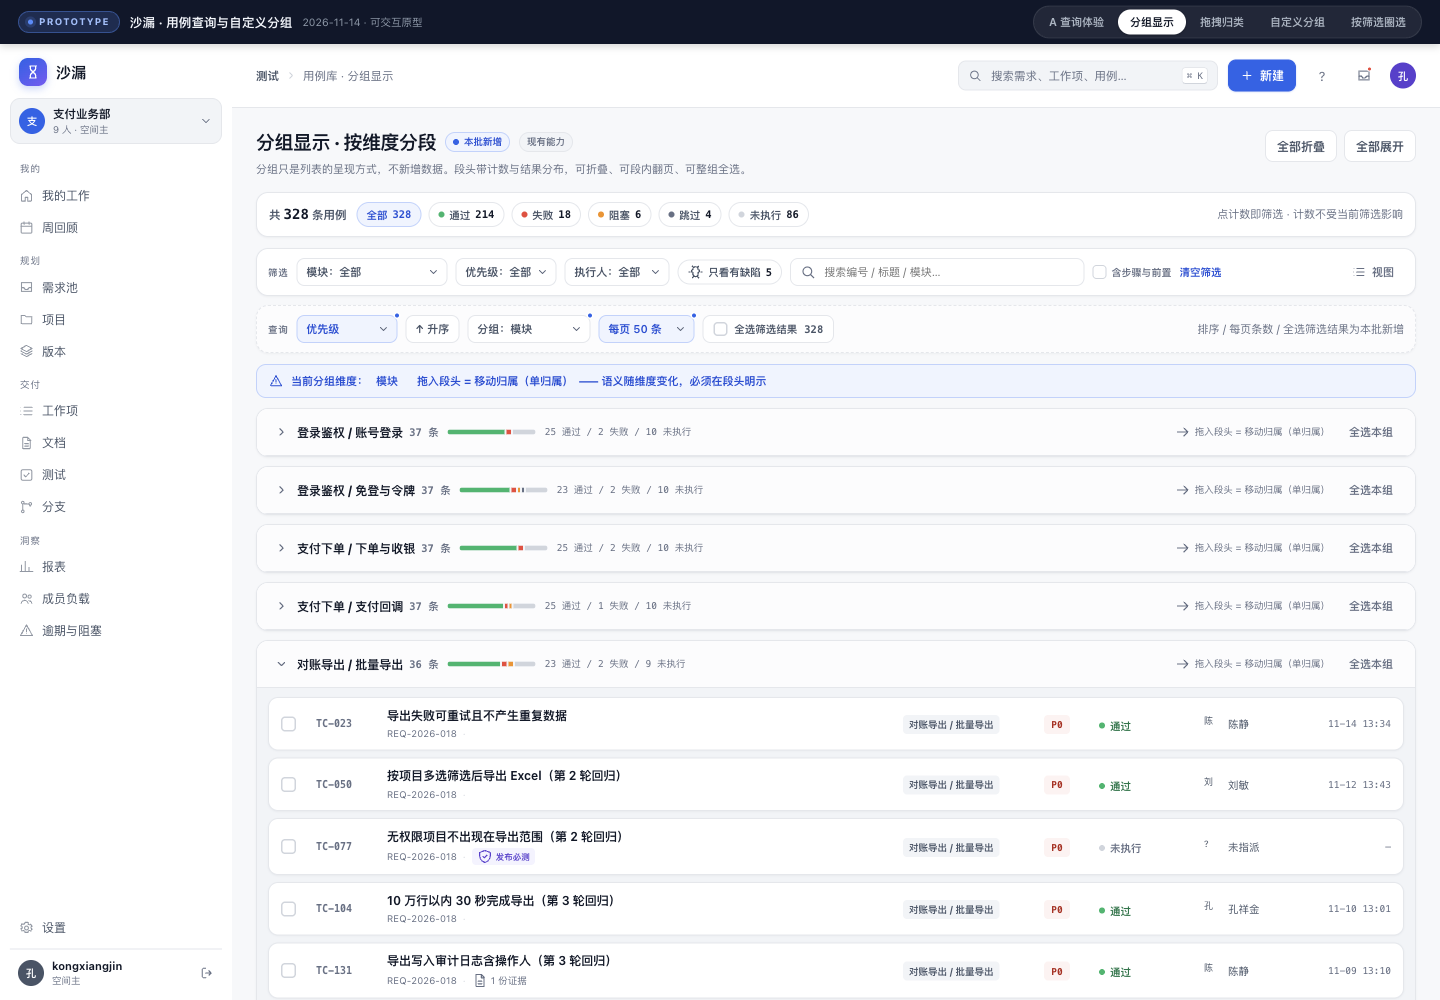 PROTOTYPE 沙漏 · 用例查询与自定义分组 2026-11-14 · 可交互原型 A 查询体验 分组显示 拖拽归类 自定义分组 按筛选圈选
沙漏
支 支付业务部
9 人 · 空间主
我的
我的工作
周回顾
规划
需求池
项目
版本
交付
工作项
文档
测试
分支
洞察
报表
成员负载
逾期与阻塞
设置
孔 kongxiangjin
空间主
测试 用例库 · 分组显示 搜索需求、工作项、用例... ⌘ K + 新建 ? 孔
分组显示 · 按维度分段 本批新增 现有能力 全部折叠 全部展开
分组只是列表的呈现方式，不新增数据。段头带计数与结果分布，可折叠、可段内翻页、可整组全选。
共 328 条用例 全部 328 通过 214 失败 18 阻塞 6 跳过 4 未执行 86 点计数即筛选 · 计数不受当前筛选影响
筛选 模块：全部 优先级：全部 执行人：全部 只看有缺陷 5 搜索编号 / 标题 / 模块... 含步骤与前置 清空筛选 视图
查询 优先级 ↑ 升序 分组：模块 每页 50 条 全选筛选结果 328 排序 / 每页条数 / 全选筛选结果为本批新增
当前分组维度： 模块 拖入段头 = 移动归属（单归属） —— 语义随维度变化，必须在段头明示
登录鉴权 / 账号登录 37 条 25 通过 / 2 失败 / 10 未执行 → 拖入段头 = 移动归属（单归属） 全选本组
登录鉴权 / 免登与令牌 37 条 23 通过 / 2 失败 / 10 未执行 → 拖入段头 = 移动归属（单归属） 全选本组
支付下单 / 下单与收银 37 条 25 通过 / 2 失败 / 10 未执行 → 拖入段头 = 移动归属（单归属） 全选本组
支付下单 / 支付回调 37 条 25 通过 / 1 失败 / 10 未执行 → 拖入段头 = 移动归属（单归属） 全选本组
对账导出 / 批量导出 36 条 23 通过 / 2 失败 / 9 未执行 → 拖入段头 = 移动归属（单归属） 全选本组
TC-023 导出失败可重试且不产生重复数据 对账导出 / 批量导出 P0 通过 陈 陈静 11-14 13:34
REQ-2026-018 ·
TC-050 按项目多选筛选后导出 Excel（第 2 轮回归） 对账导出 / 批量导出 P0 通过 刘 刘敏 11-12 13:43
REQ-2026-018 ·
TC-077 无权限项目不出现在导出范围（第 2 轮回归） 对账导出 / 批量导出 P0 未执行 ? 未指派 —
REQ-2026-018 · 发布必测
TC-104 10 万行以内 30 秒完成导出（第 3 轮回归） 对账导出 / 批量导出 P0 通过 孔 孔祥金 11-10 13:01
REQ-2026-018 ·
TC-131 导出写入审计日志含操作人（第 3 轮回归） 对账导出 / 批量导出 P0 通过 陈 陈静 11-09 13:10
REQ-2026-018 · 1 份证据